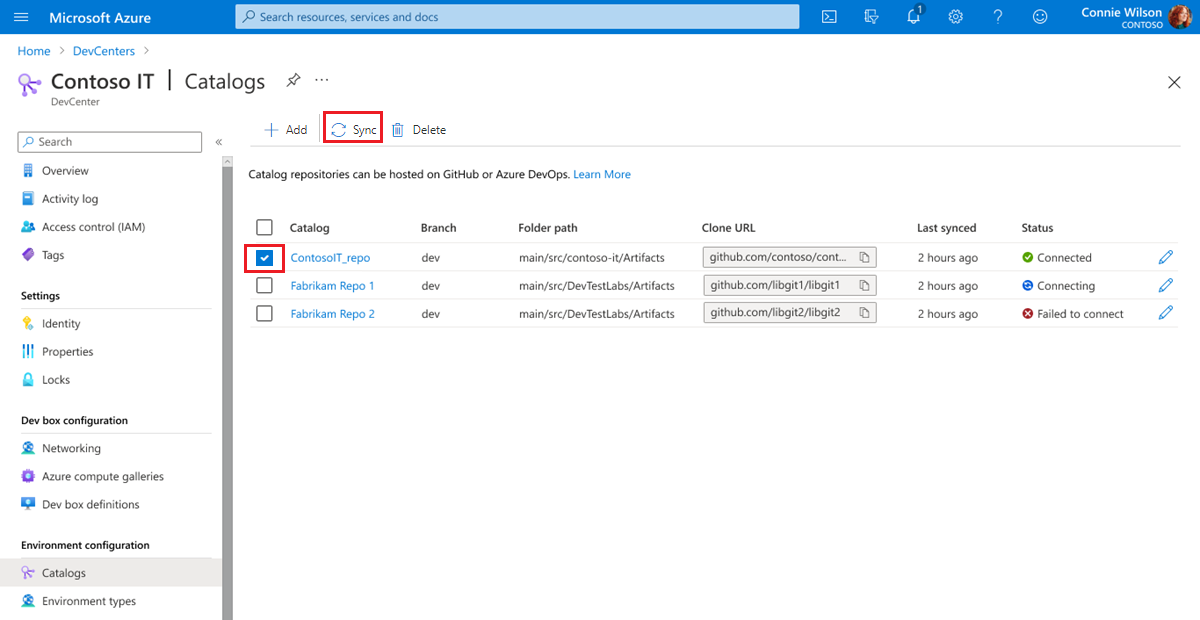 Microsoft Azure
Search resources, services and docs
1
Connie Wilson
CONTOSO
Home > DevCenters >
Contoso IT | Catalogs ...
DevCenter
Search «
Overview
Activity log
Access control (IAM)
Tags
Settings
Identity
Properties
Locks
Dev box configuration
Networking
Azure compute galleries
Dev box definitions
Environment configuration
Catalogs
Environment types
Add Sync Delete
Catalog repositories can be hosted on GitHub or Azure DevOps. Learn More
Catalog Branch Folder path Clone URL Last synced Status
ContosoIT_repo dev main/src/contoso-it/Artifacts github.com/contoso/cont... 2 hours ago Connected
Fabrikam Repo 1 dev main/src/DevTestLabs/Artifacts github.com/libgit1/libgit1 2 hours ago Connecting
Fabrikam Repo 2 dev main/src/DevTestLabs/Artifacts github.com/libgit2/libgit2 2 hours ago Failed to connect